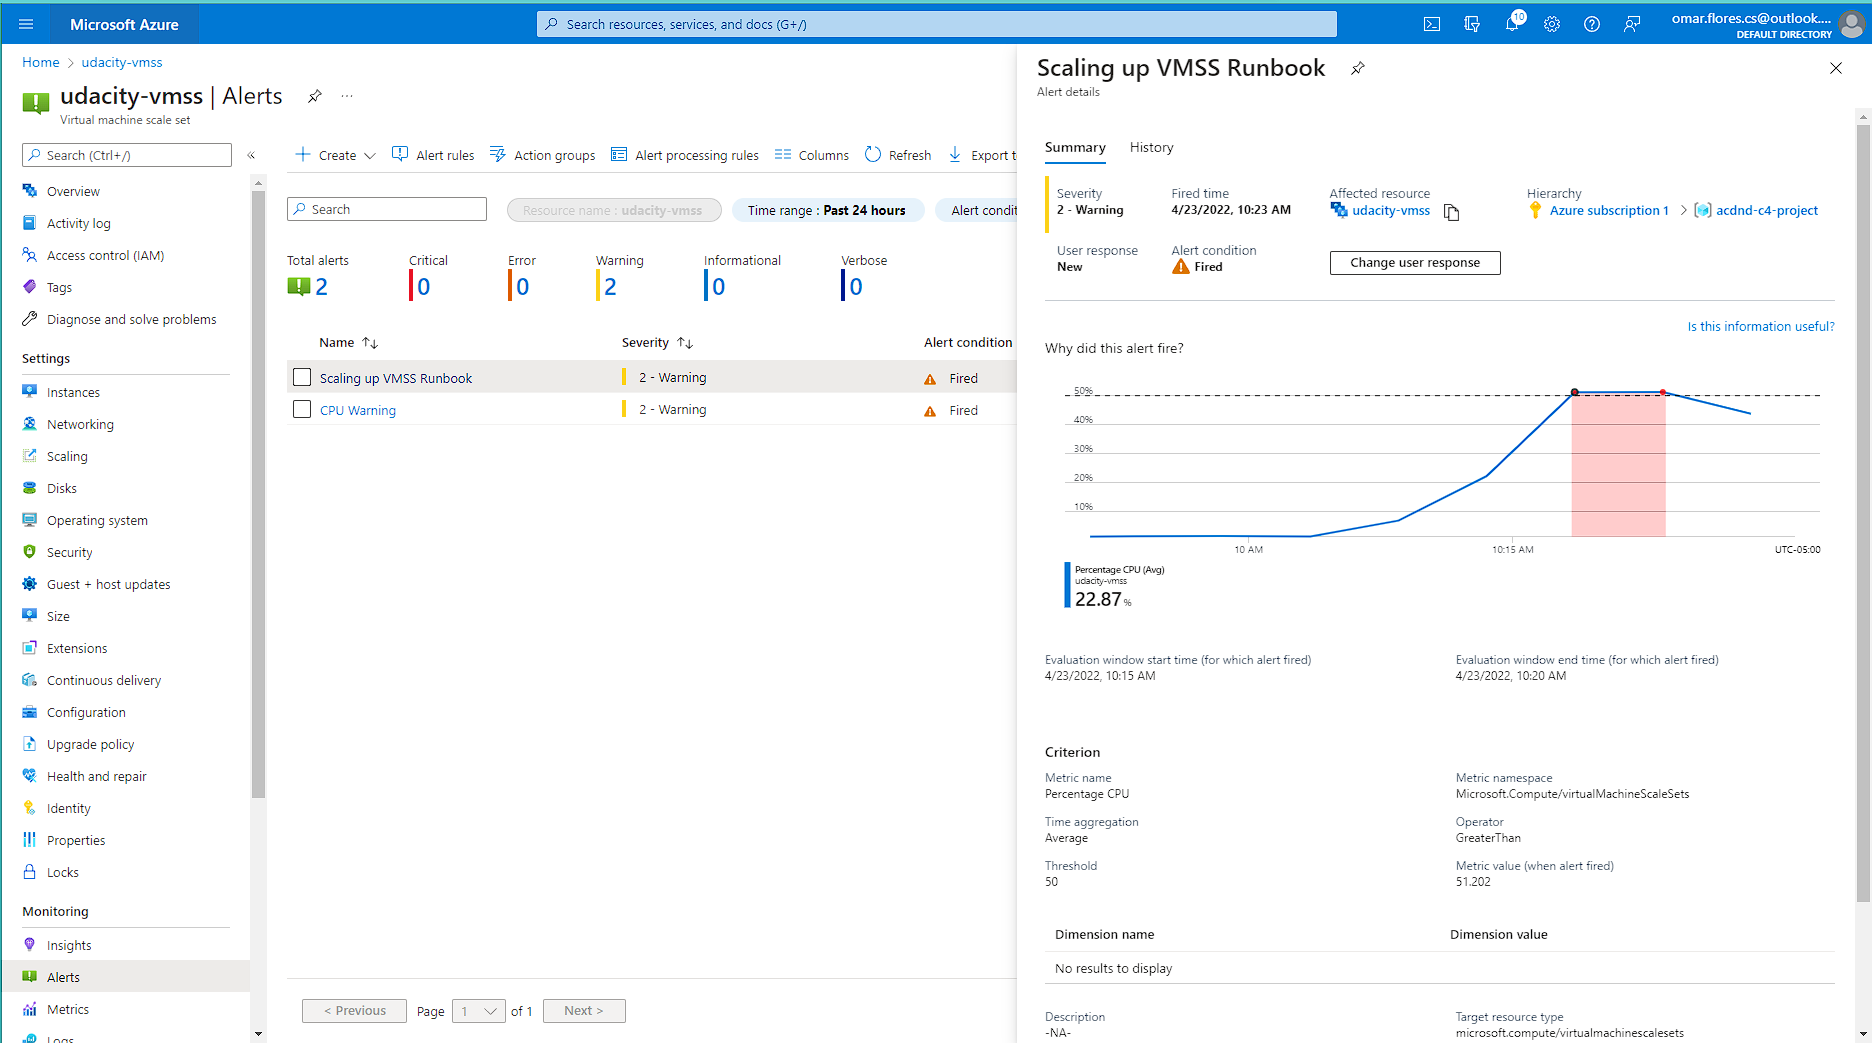 Microsoft Azure
Search resources, services, and docs (G+/)
10
omar.flores.cs@outlook....
DEFAULT DIRECTORY
Home > udacity-vmss
udacity-vmss | Alerts
...
Virtual machine scale set
Search (Ctrl+/)
«
Overview
Activity log
Access control (IAM)
Tags
Diagnose and solve problems
Settings
Instances
Networking
Scaling
Disks
Operating system
Security
Guest + host updates
Size
Extensions
Continuous delivery
Configuration
Upgrade policy
Health and repair
Identity
Properties
Locks
Monitoring
Insights
Alerts
Metrics
Logs
Create Alert rules Action groups Alert processing rules Columns Refresh Export t
Search
Resource name : udacity-vmss
Time range : Past 24 hours
Alert condit
Total alerts Critical Error Warning Informational Verbose
2 0 0 2 0 0
Name Severity Alert condition
Scaling up VMSS Runbook 2 - Warning Fired
CPU Warning 2 - Warning Fired
< Previous Page 1 of 1 Next >
Scaling up VMSS Runbook
Alert details
Summary History
Severity Fired time Affected resource Hierarchy
2 - Warning 4/23/2022, 10:23 AM udacity-vmss Azure subscription 1 > acdnd-c4-project
User response Alert condition
New Fired
Change user response
Is this information useful?
Why did this alert fire?
50%
40%
30%
20%
10%
10 AM 10:15 AM UTC-05:00
Percentage CPU (Avg)
udacity-vmss
22.87 %
Evaluation window start time (for which alert fired) Evaluation window end time (for which alert fired)
4/23/2022, 10:15 AM 4/23/2022, 10:20 AM
Criterion
Metric name Metric namespace
Percentage CPU Microsoft.Compute/virtualMachineScaleSets
Time aggregation Operator
Average GreaterThan
Threshold Metric value (when alert fired)
50 51.202
Dimension name Dimension value
No results to display
Description Target resource type
-NA- microsoft.compute/virtualmachinescalesets